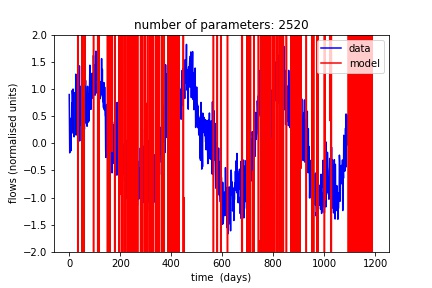 number of parameters: 2520
data
model
flows (normalised units)
2.0
1.5
1.0
0.5
0.0
−0.5
−1.0
−1.5
−2.0
0 200 400 600 800 1000 1200
time (days)